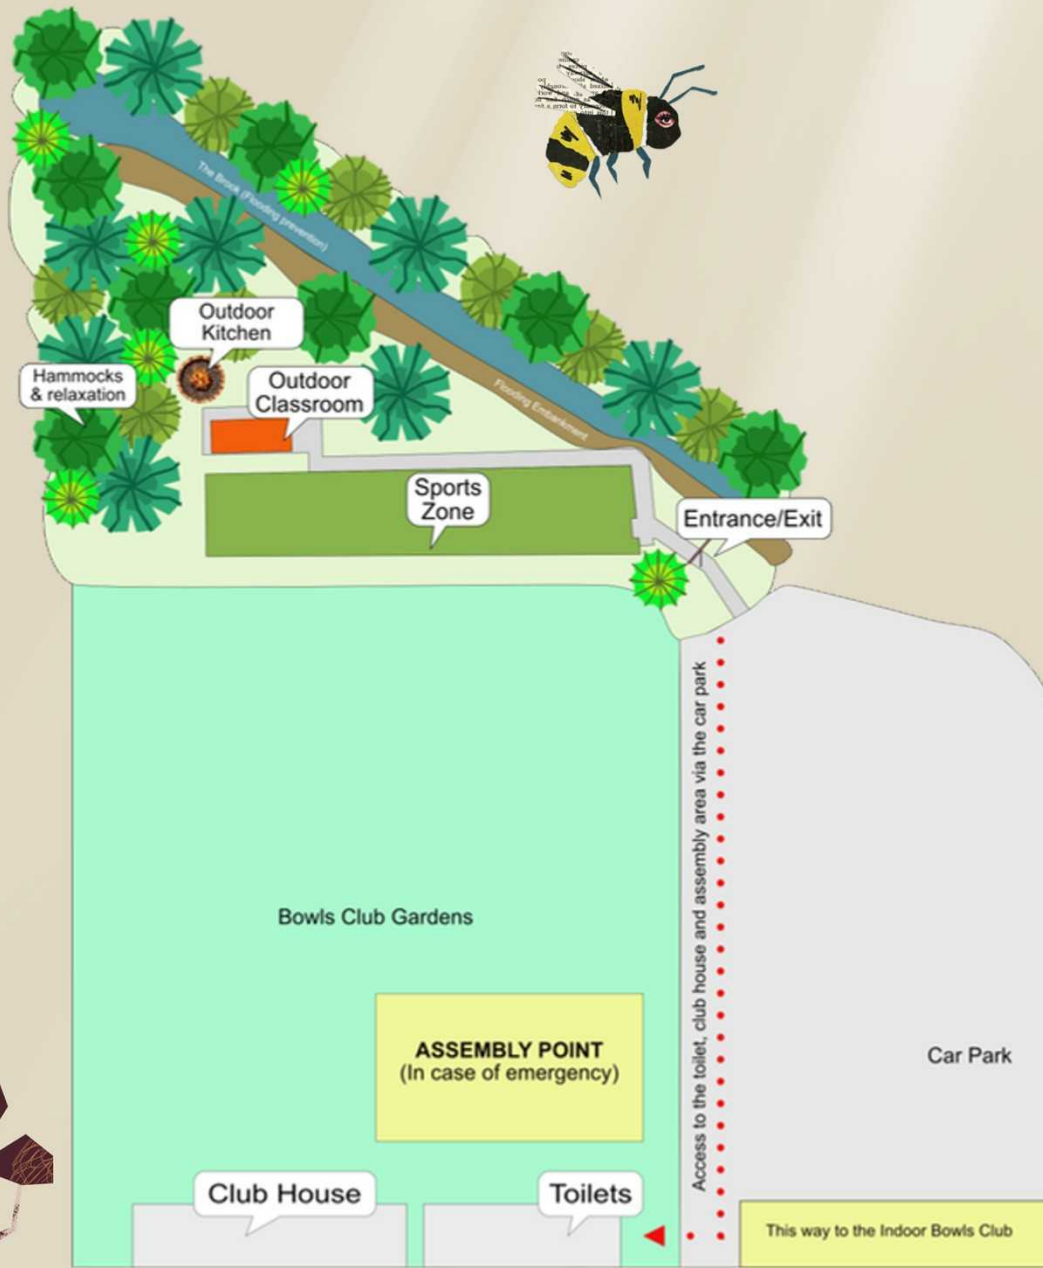 The Brook (Flooding prevention)
Outdoor
Kitchen
Hammocks
& relaxation
Outdoor
Classroom
Flooding Embankment
Sports
Zone
Entrance/Exit
Access to the toilet, club house and assembly area via the car park
Bowls Club Gardens
ASSEMBLY POINT
(In case of emergency)
Car Park
Club House
Toilets
This way to the Indoor Bowls Club